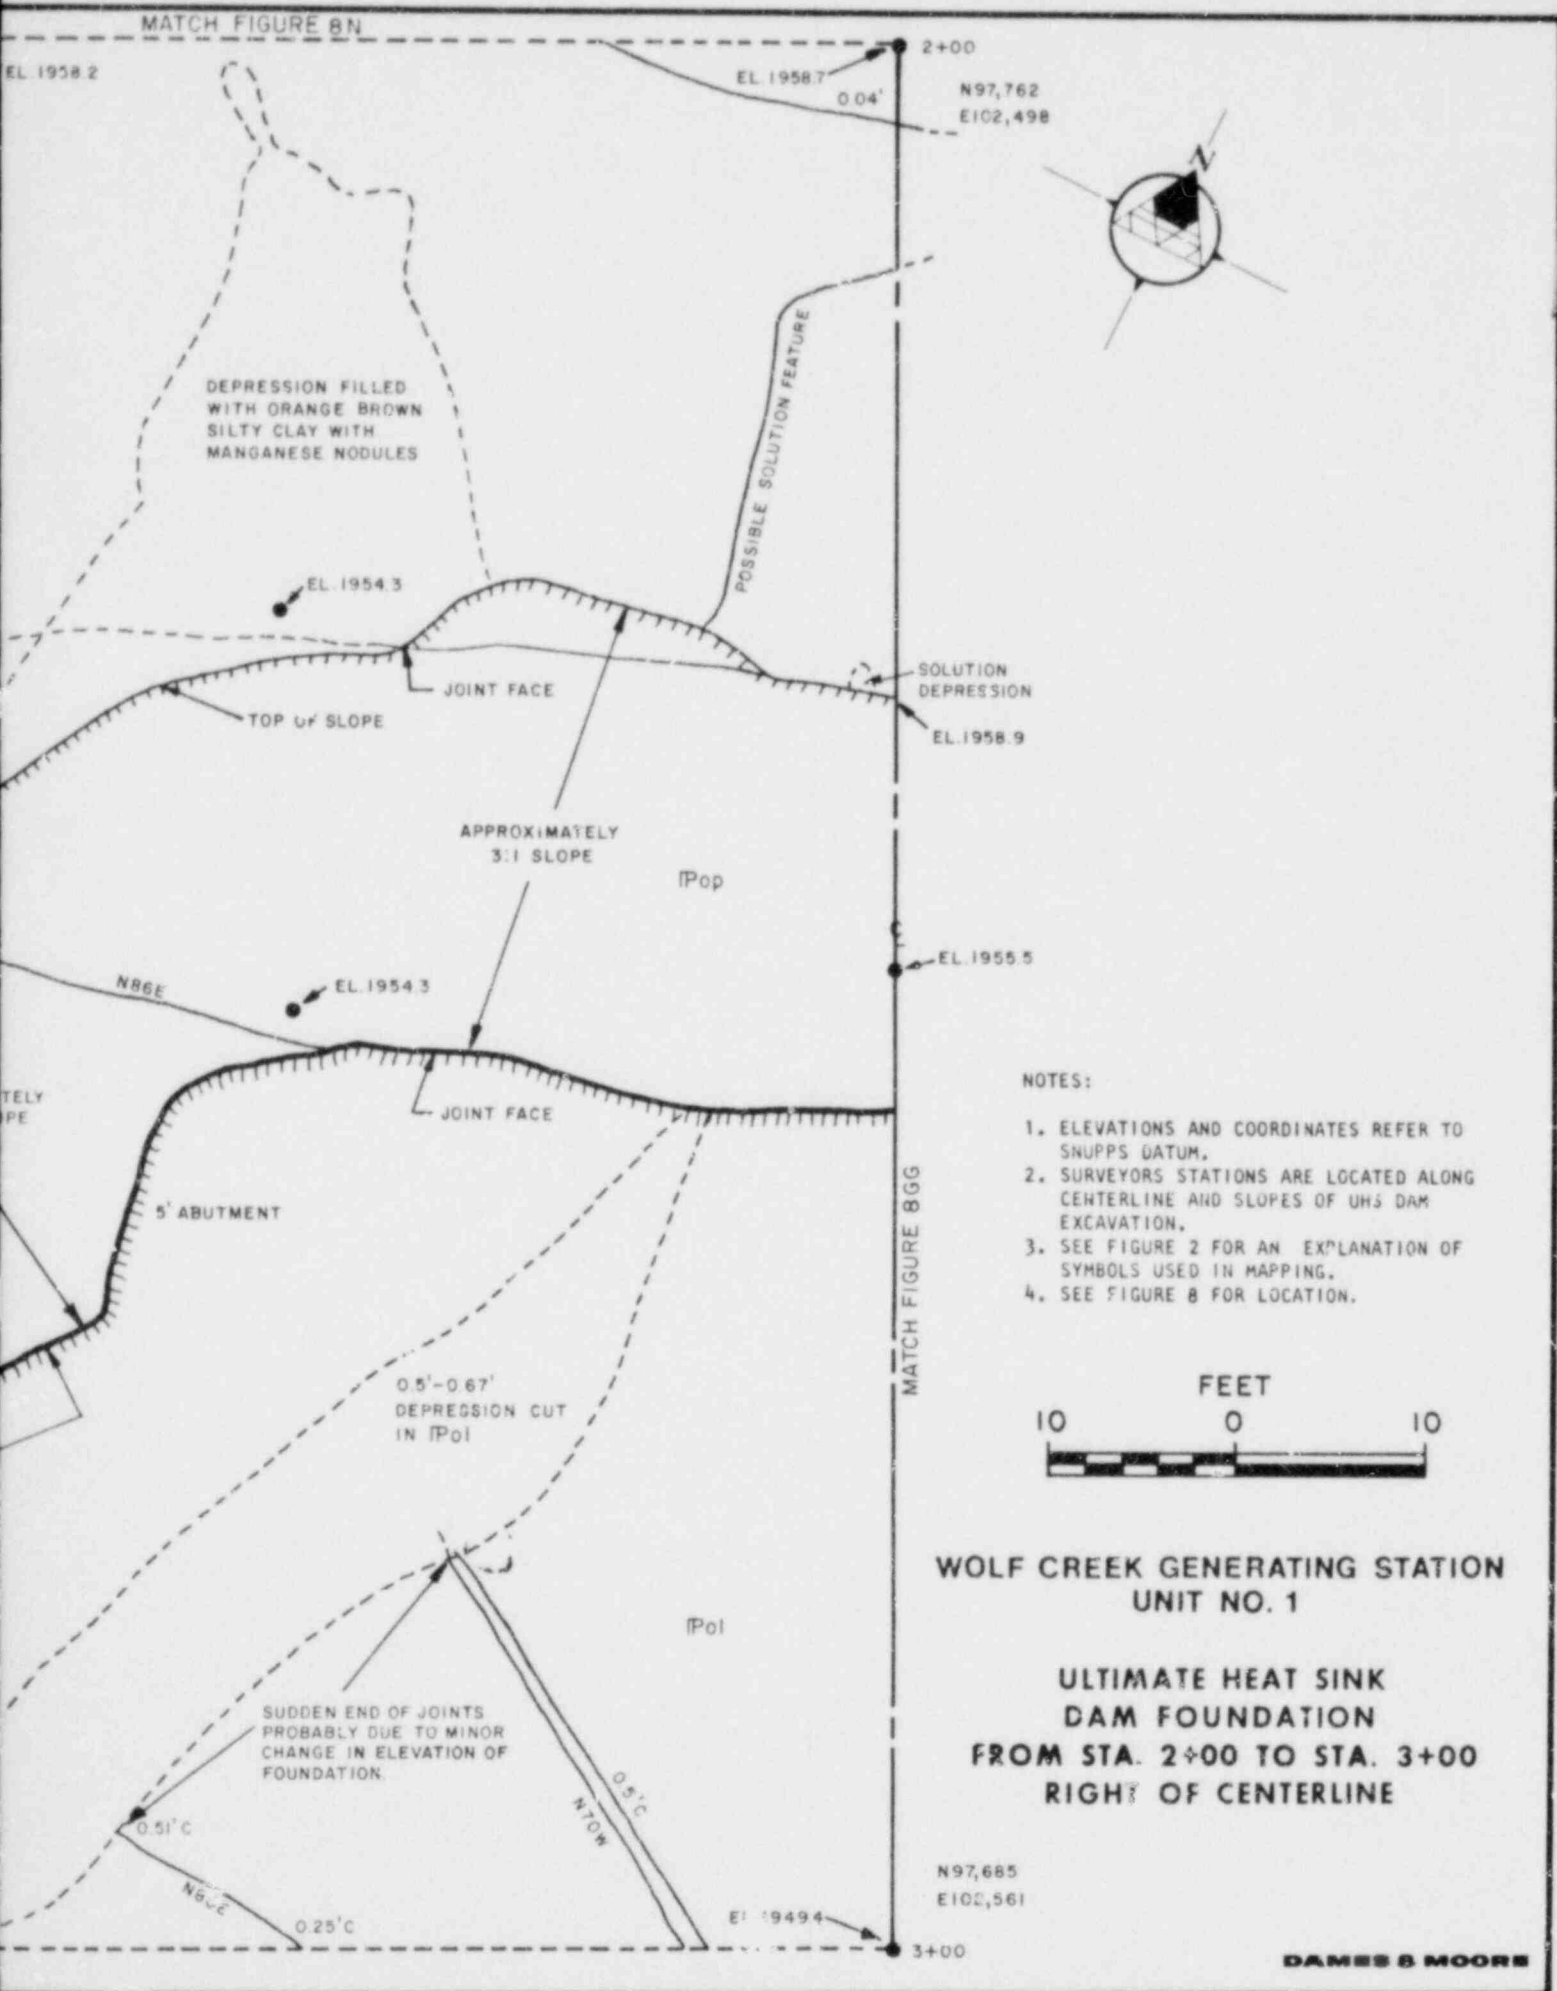 MATCH FIGURE 8N
2+00
EL. 1958.2
EL. 1958.7
0.04'
N97,762
E102,498
N
DEPRESSION FILLED
WITH ORANGE BROWN
SILTY CLAY WITH
MANGANESE NODULES
POSSIBLE SOLUTION FEATURE
EL. 1954.3
JOINT FACE
TOP OF SLOPE
SOLUTION
DEPRESSION
EL. 1958.9
APPROXIMATELY
3:1 SLOPE
ℙop
℄
EL. 1955.5
N86E
EL. 1954.3
TELY
PE
JOINT FACE
5' ABUTMENT
MATCH FIGURE 8GG
NOTES:
1. ELEVATIONS AND COORDINATES REFER TO
SNUPPS DATUM.
2. SURVEYORS STATIONS ARE LOCATED ALONG
CENTERLINE AND SLOPES OF UHS DAM
EXCAVATION.
3. SEE FIGURE 2 FOR AN EXPLANATION OF
SYMBOLS USED IN MAPPING.
4. SEE FIGURE 8 FOR LOCATION.
0.5'-0.67'
DEPRESSION CUT
IN ℙol
FEET
10 0 10
WOLF CREEK GENERATING STATION
UNIT NO. 1
ℙol
ULTIMATE HEAT SINK
DAM FOUNDATION
FROM STA. 2+00 TO STA. 3+00
RIGHT OF CENTERLINE
SUDDEN END OF JOINTS
PROBABLY DUE TO MINOR
CHANGE IN ELEVATION OF
FOUNDATION.
0.5'C
N70W
0.51'C
0.25'C
N97,685
E102,561
3+00
DAMES & MOORE